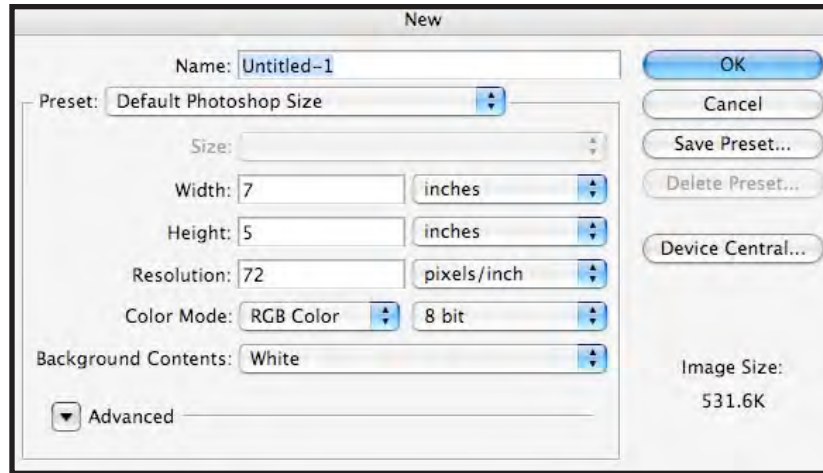 New
Name: Untitled-1
OK
Preset: Default Photoshop Size
Cancel
Size:
Save Preset...
Width: 7 inches
Delete Preset...
Height: 5 inches
Device Central...
Resolution: 72 pixels/inch
Color Mode: RGB Color 8 bit
Background Contents: White
Image Size:
531.6K
Advanced